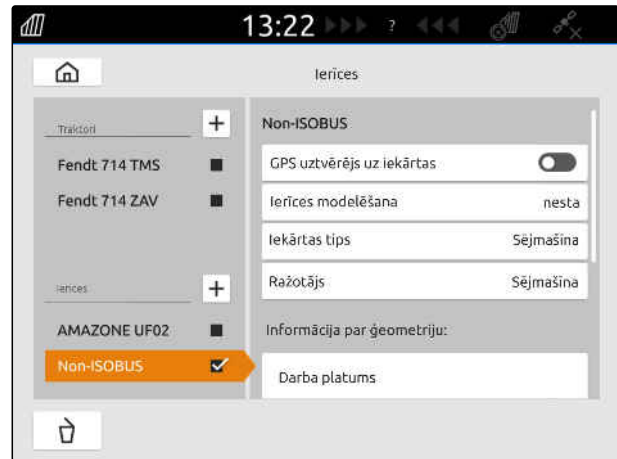 13:22 ?
Ierīces
Traktori
Fendt 714 TMS
Fendt 714 ZAV
Ierīces
AMAZONE UF02
Non-ISOBUS
Non-ISOBUS
GPS uztvērējs uz iekārtas
Ierīces modelēšana nesta
Iekārtas tips Sējmašīna
Ražotājs Sējmašīna
Informācija par ģeometriju:
Darba platums